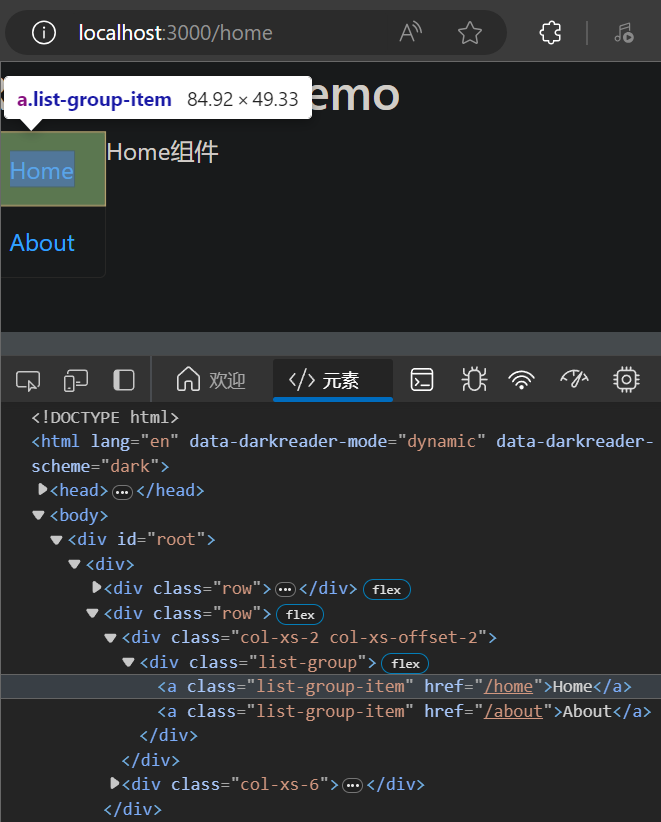 localhost:3000/home
a.list-group-item 84.92 × 49.33
emo
Home
Home组件
About
欢迎
</> 元素
<!DOCTYPE html>
<html lang="en" data-darkreader-mode="dynamic" data-darkreader-
scheme="dark">
<head>…</head>
<body>
<div id="root">
<div>
<div class="row">…</div> flex
<div class="row"> flex
<div class="col-xs-2 col-xs-offset-2">
<div class="list-group"> flex
<a class="list-group-item" href="/home">Home</a>
<a class="list-group-item" href="/about">About</a>
</div>
</div>
<div class="col-xs-6">…</div>
</div>